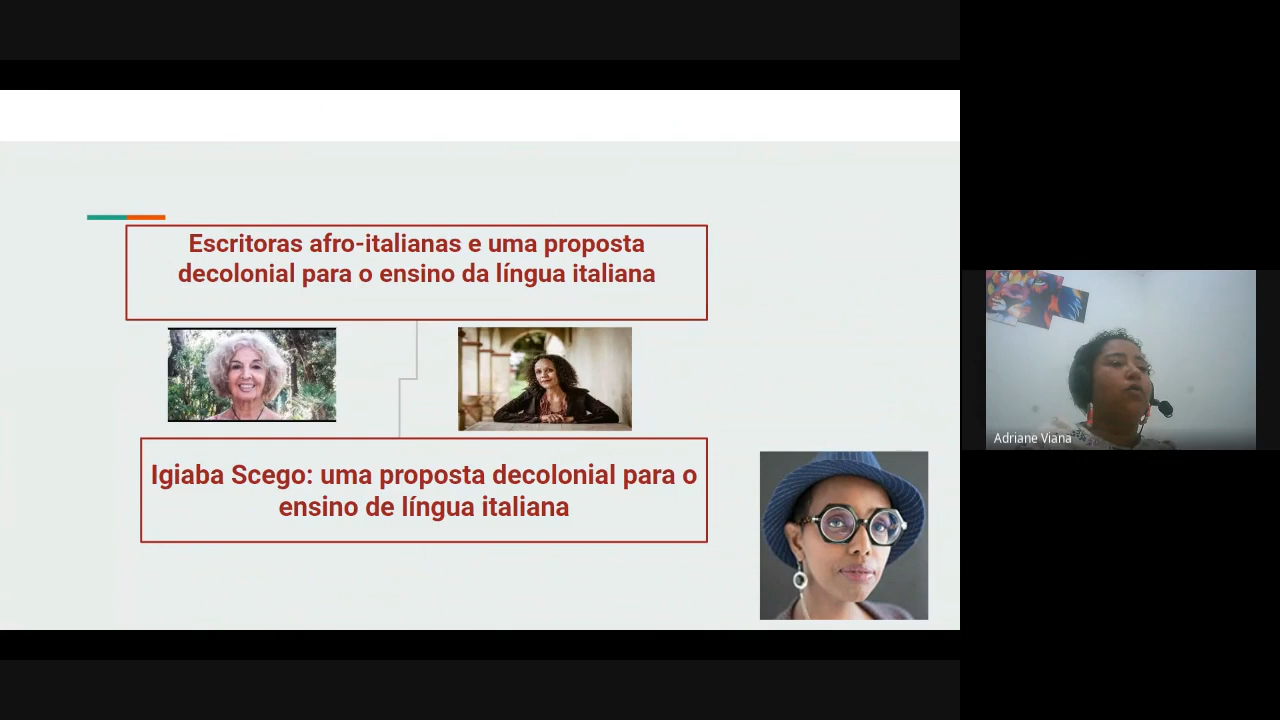 Escritoras afro-italianas e uma proposta
decolonial para o ensino da língua italiana
Igiaba Scego: uma proposta decolonial para o
ensino de língua italiana
Adriane Viana